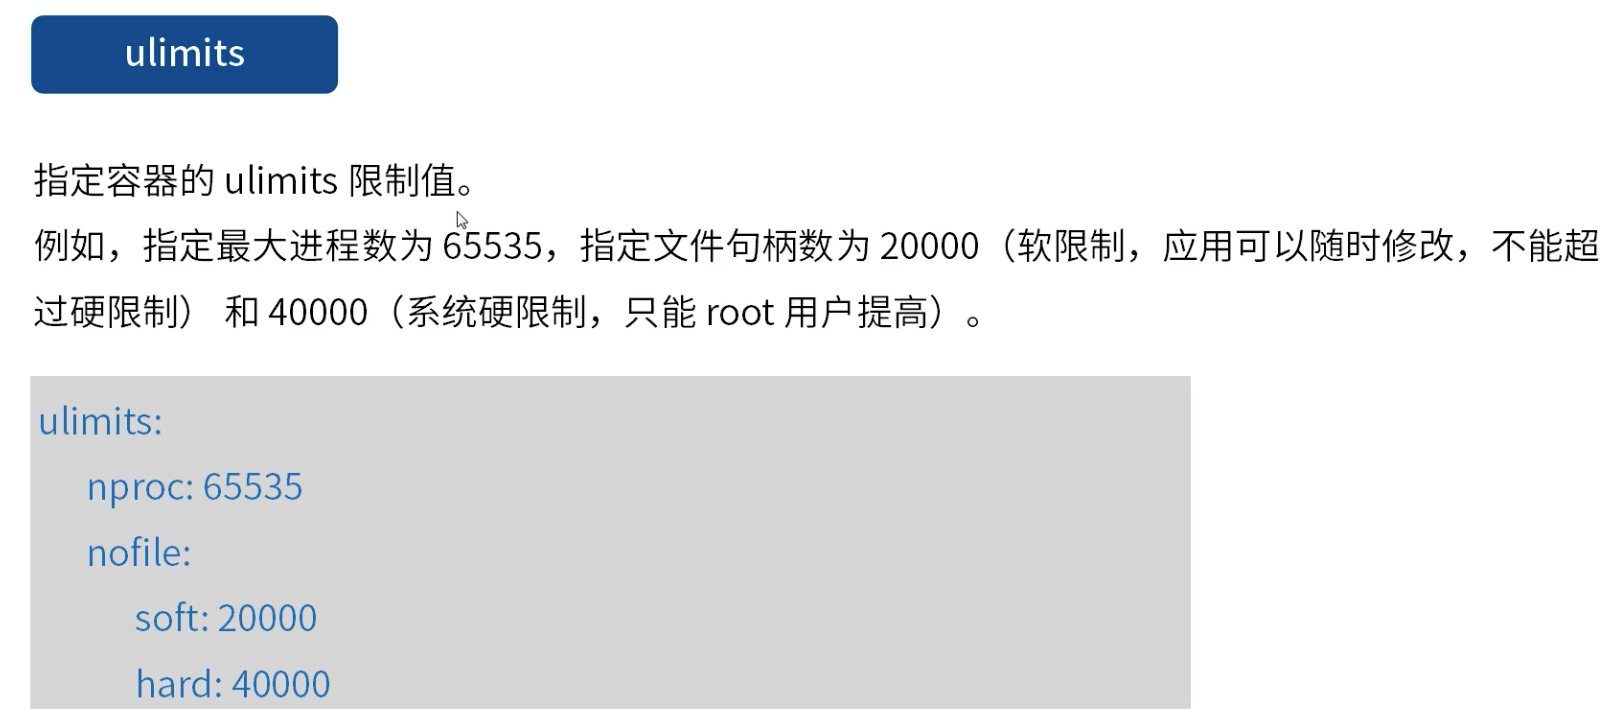 ulimits
指定容器的 ulimits 限制值。
例如，指定最大进程数为 65535，指定文件句柄数为 20000（软限制，应用可以随时修改，不能超
过硬限制） 和 40000（系统硬限制，只能 root 用户提高）。
ulimits:
nproc: 65535
nofile:
soft: 20000
hard: 40000